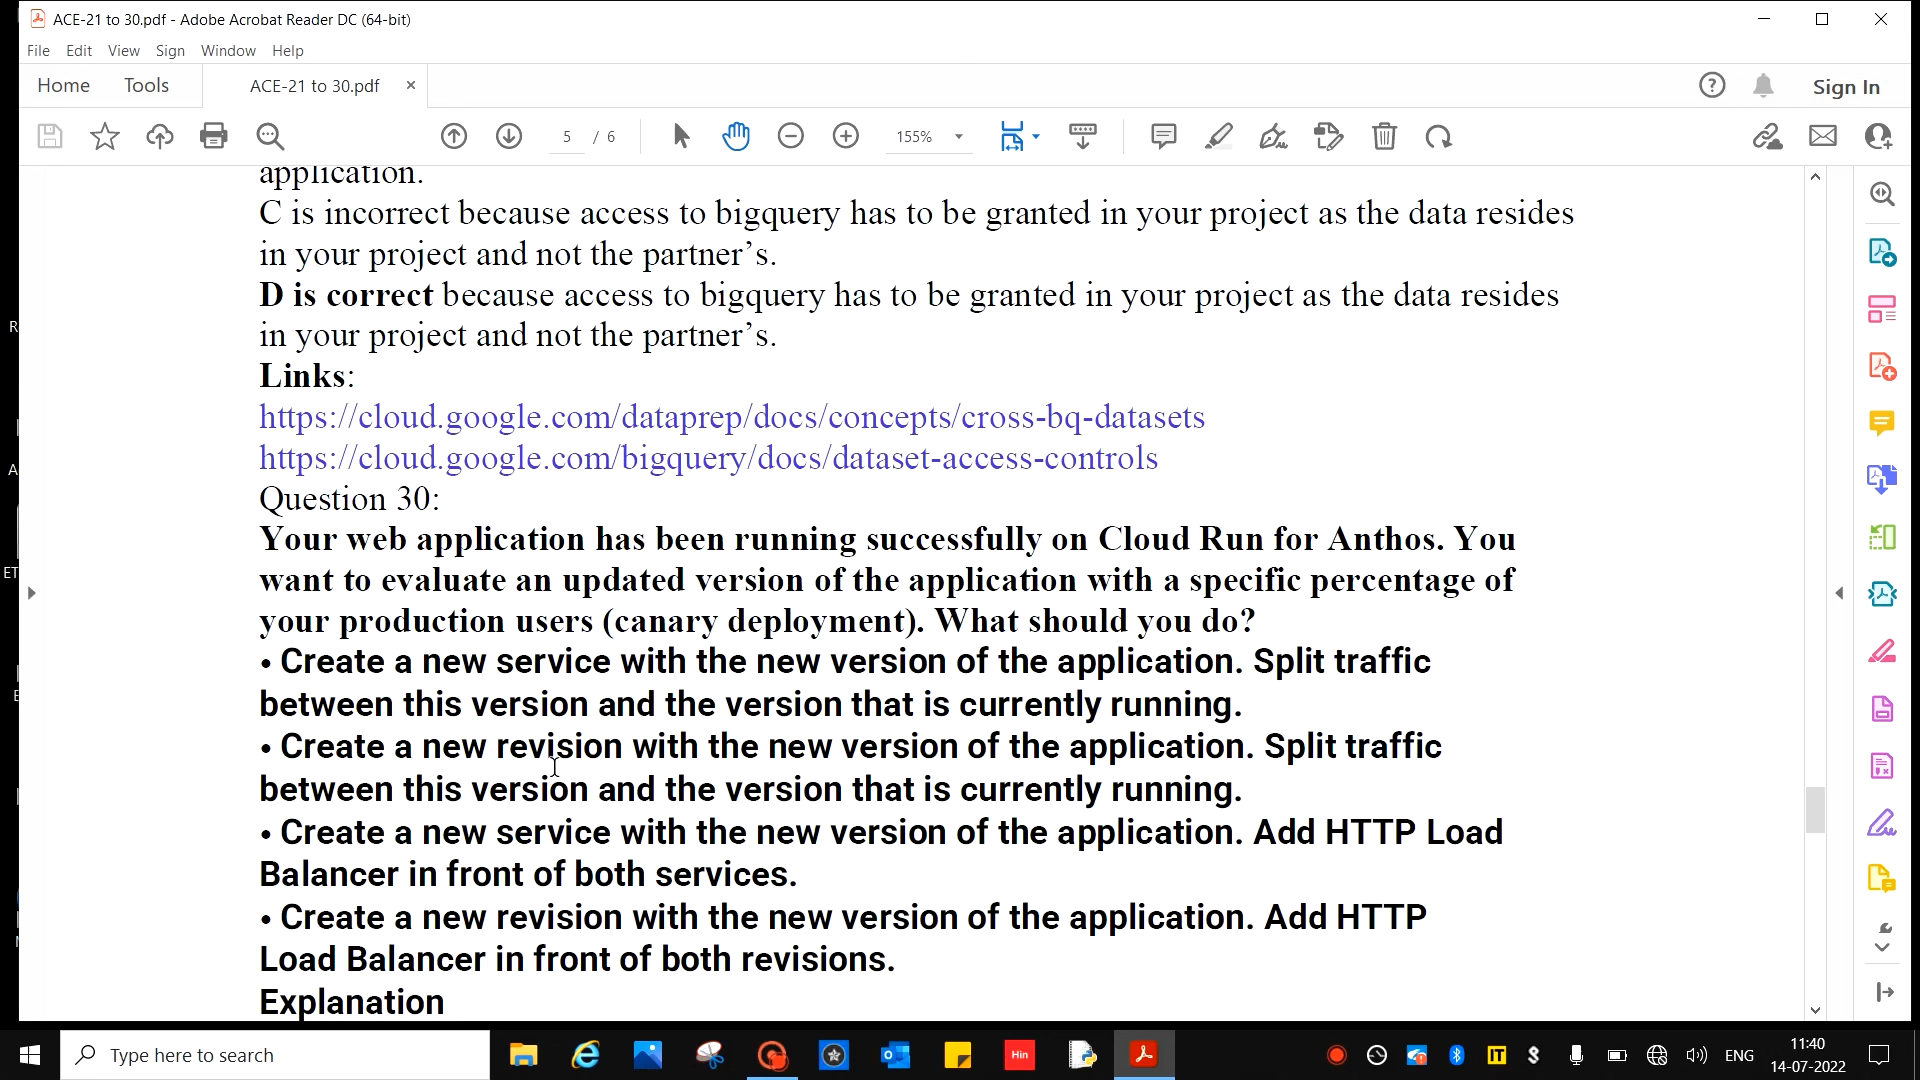 ACE-21 to 30.pdf - Adobe Acrobat Reader DC (64-bit)
File Edit View Sign Window Help
Home Tools ACE-21 to 30.pdf × Sign In
5 / 6 155%
application.
C is incorrect because access to bigquery has to be granted in your project as the data resides
in your project and not the partner’s.
D is correct because access to bigquery has to be granted in your project as the data resides
in your project and not the partner’s.
Links:
https://cloud.google.com/dataprep/docs/concepts/cross-bq-datasets
https://cloud.google.com/bigquery/docs/dataset-access-controls
Question 30:
Your web application has been running successfully on Cloud Run for Anthos. You
want to evaluate an updated version of the application with a specific percentage of
your production users (canary deployment). What should you do?
• Create a new service with the new version of the application. Split traffic
between this version and the version that is currently running.
• Create a new revision with the new version of the application. Split traffic
between this version and the version that is currently running.
• Create a new service with the new version of the application. Add HTTP Load
Balancer in front of both services.
• Create a new revision with the new version of the application. Add HTTP
Load Balancer in front of both revisions.
Explanation
Type here to search
Hin
IT
ENG
11:40
14-07-2022